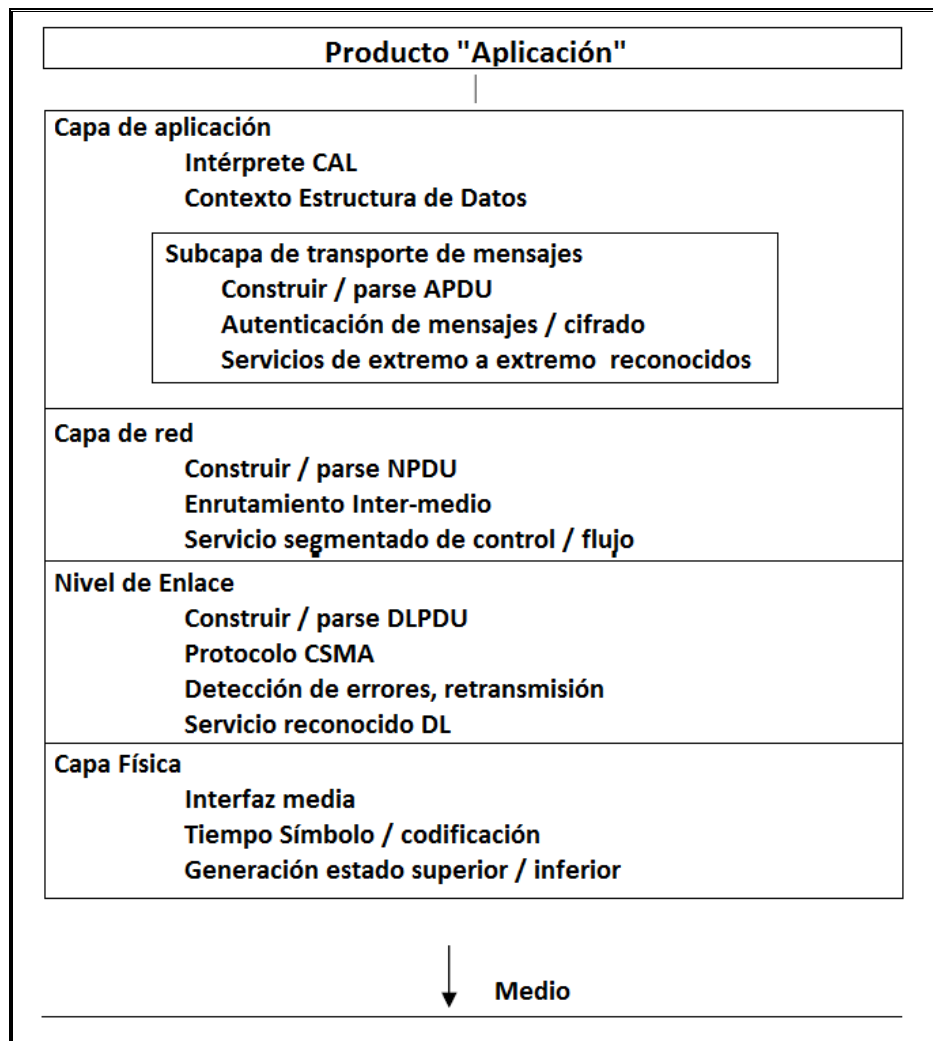 Producto "Aplicación"
Capa de aplicación
Intérprete CAL
Contexto Estructura de Datos
Subcapa de transporte de mensajes
Construir / parse APDU
Autenticación de mensajes / cifrado
Servicios de extremo a extremo reconocidos
Capa de red
Construir / parse NPDU
Enrutamiento Inter-medio
Servicio segmentado de control / flujo
Nivel de Enlace
Construir / parse DLPDU
Protocolo CSMA
Detección de errores, retransmisión
Servicio reconocido DL
Capa Física
Interfaz media
Tiempo Símbolo / codificación
Generación estado superior / inferior
Medio